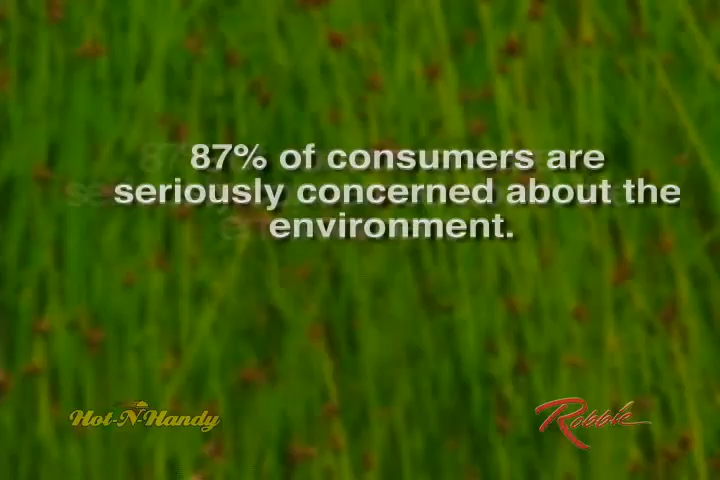 87% of consumers are
seriously concerned about the
environment.
Hot-N-Handy
Robbie